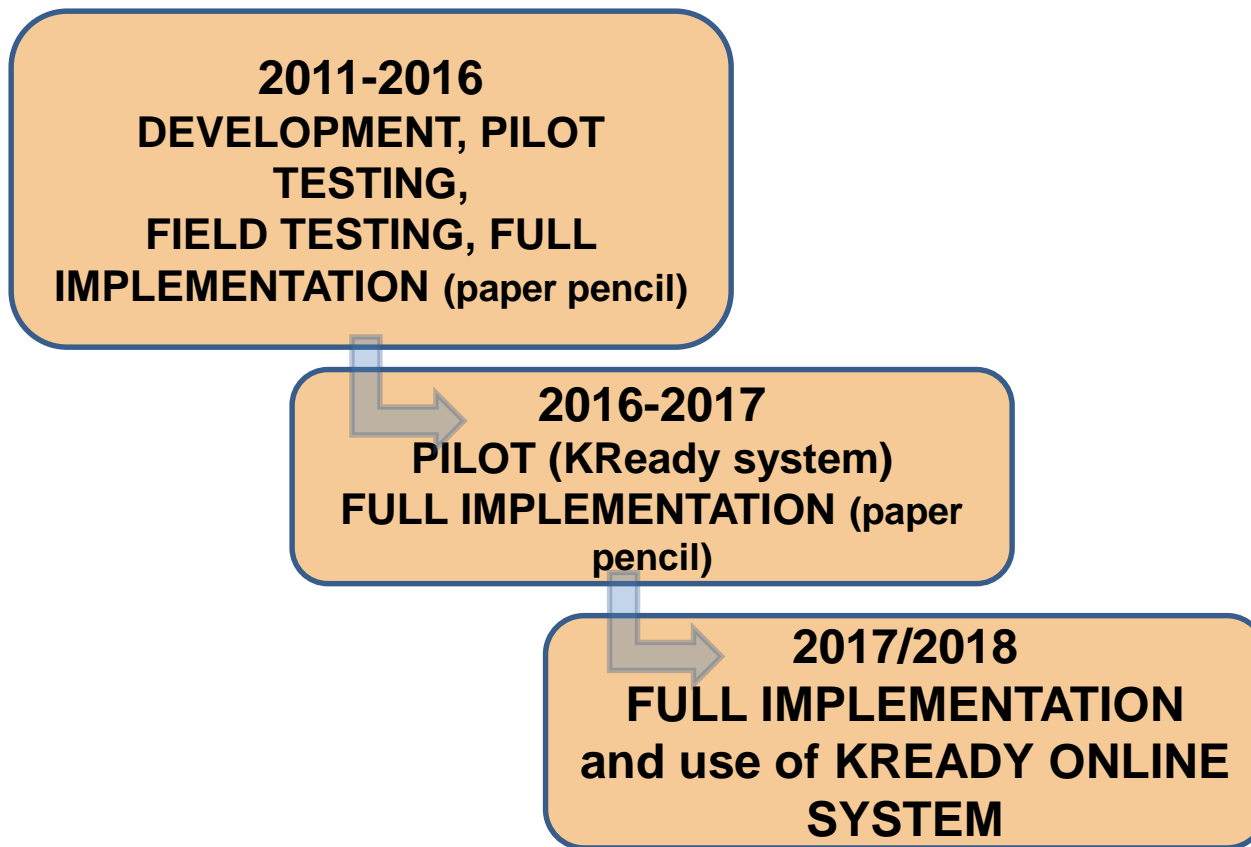 2011-2016
DEVELOPMENT, PILOT
TESTING,
FIELD TESTING, FULL
IMPLEMENTATION (paper pencil)
2016-2017
PILOT (KReady system)
FULL IMPLEMENTATION (paper
pencil)
2017/2018
FULL IMPLEMENTATION
and use of KREADY ONLINE
SYSTEM